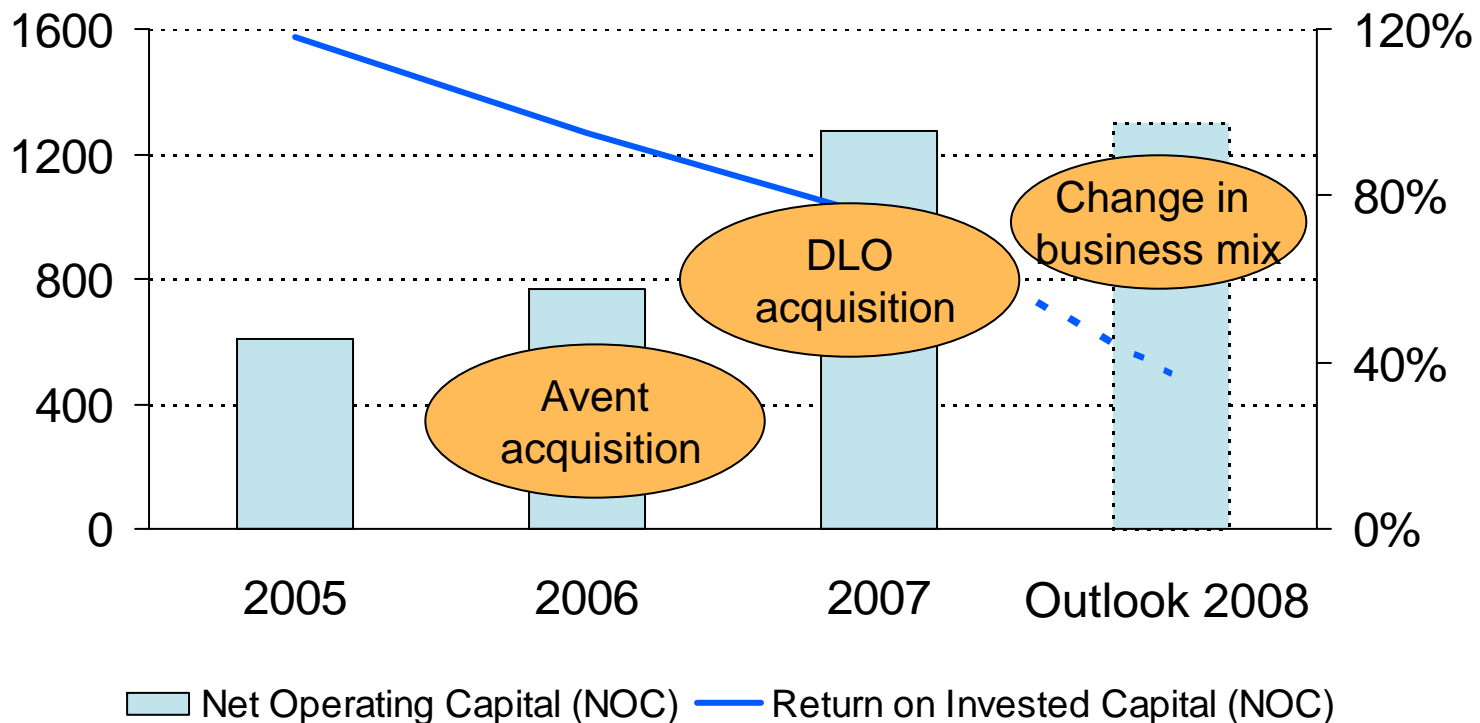 1600
1200
800
400
0
120%
80%
40%
0%
Avent
acquisition
DLO
acquisition
Change in
business mix
2005
2006
2007
Outlook 2008
Net Operating Capital (NOC)
Return on Invested Capital (NOC)